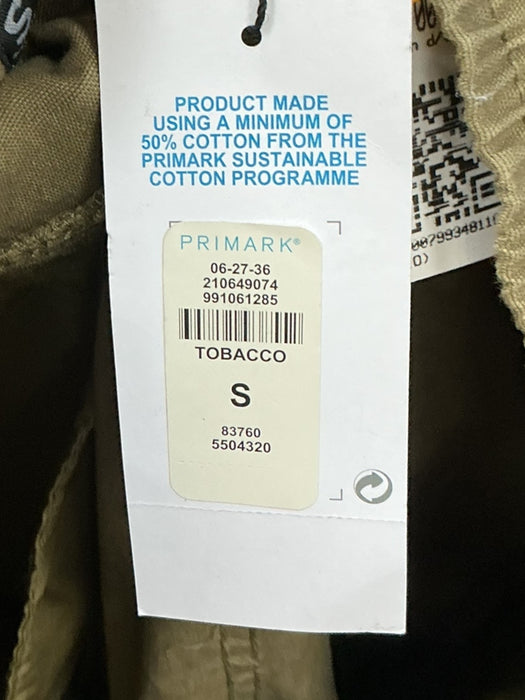 PRODUCT MADE
USING A MINIMUM OF
50% COTTON FROM THE
PRIMARK SUSTAINABLE
COTTON PROGRAMME
PRIMARK®
06-27-36
210649074
991061285
TOBACCO
S
83760
5504320